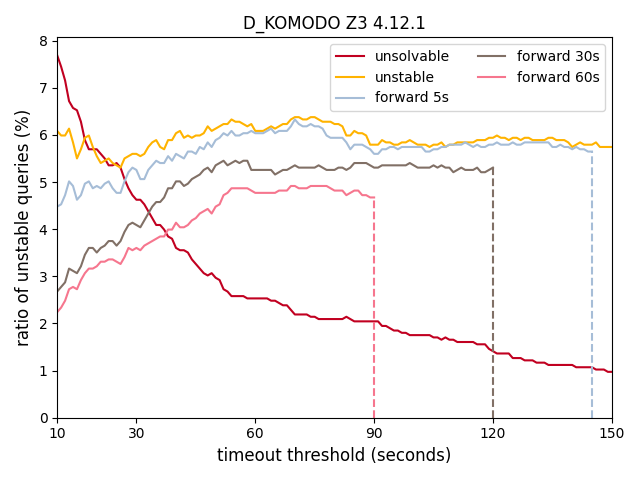 D_KOMODO Z3 4.12.1
unsolvable
unstable
forward 5s
forward 30s
forward 60s
ratio of unstable queries (%)
8
7
6
5
4
3
2
1
0
10 30 60 90 120 150
timeout threshold (seconds)